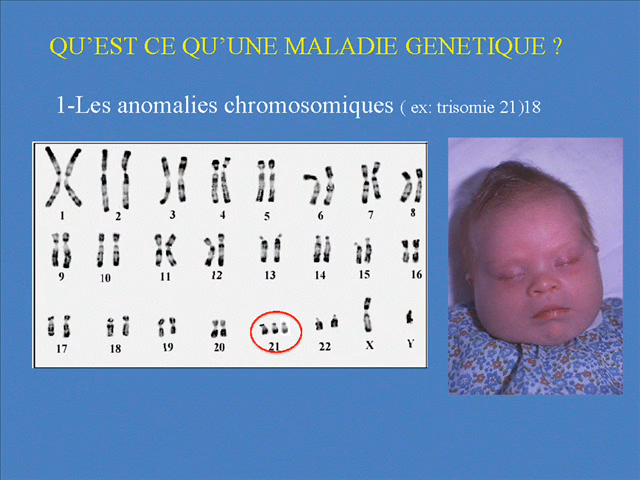 QU'EST CE QU'UNE MALADIE GENETIQUE ?
1-Les anomalies chromosomiques ( ex: trisomie 21)18
1 2 3 4 5 6 7 8
9 10 11 12 13 14 15 16
17 18 19 20 21 22 X Y